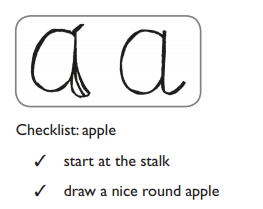 a a
Checklist: apple
✓ start at the stalk
✓ draw a nice round apple